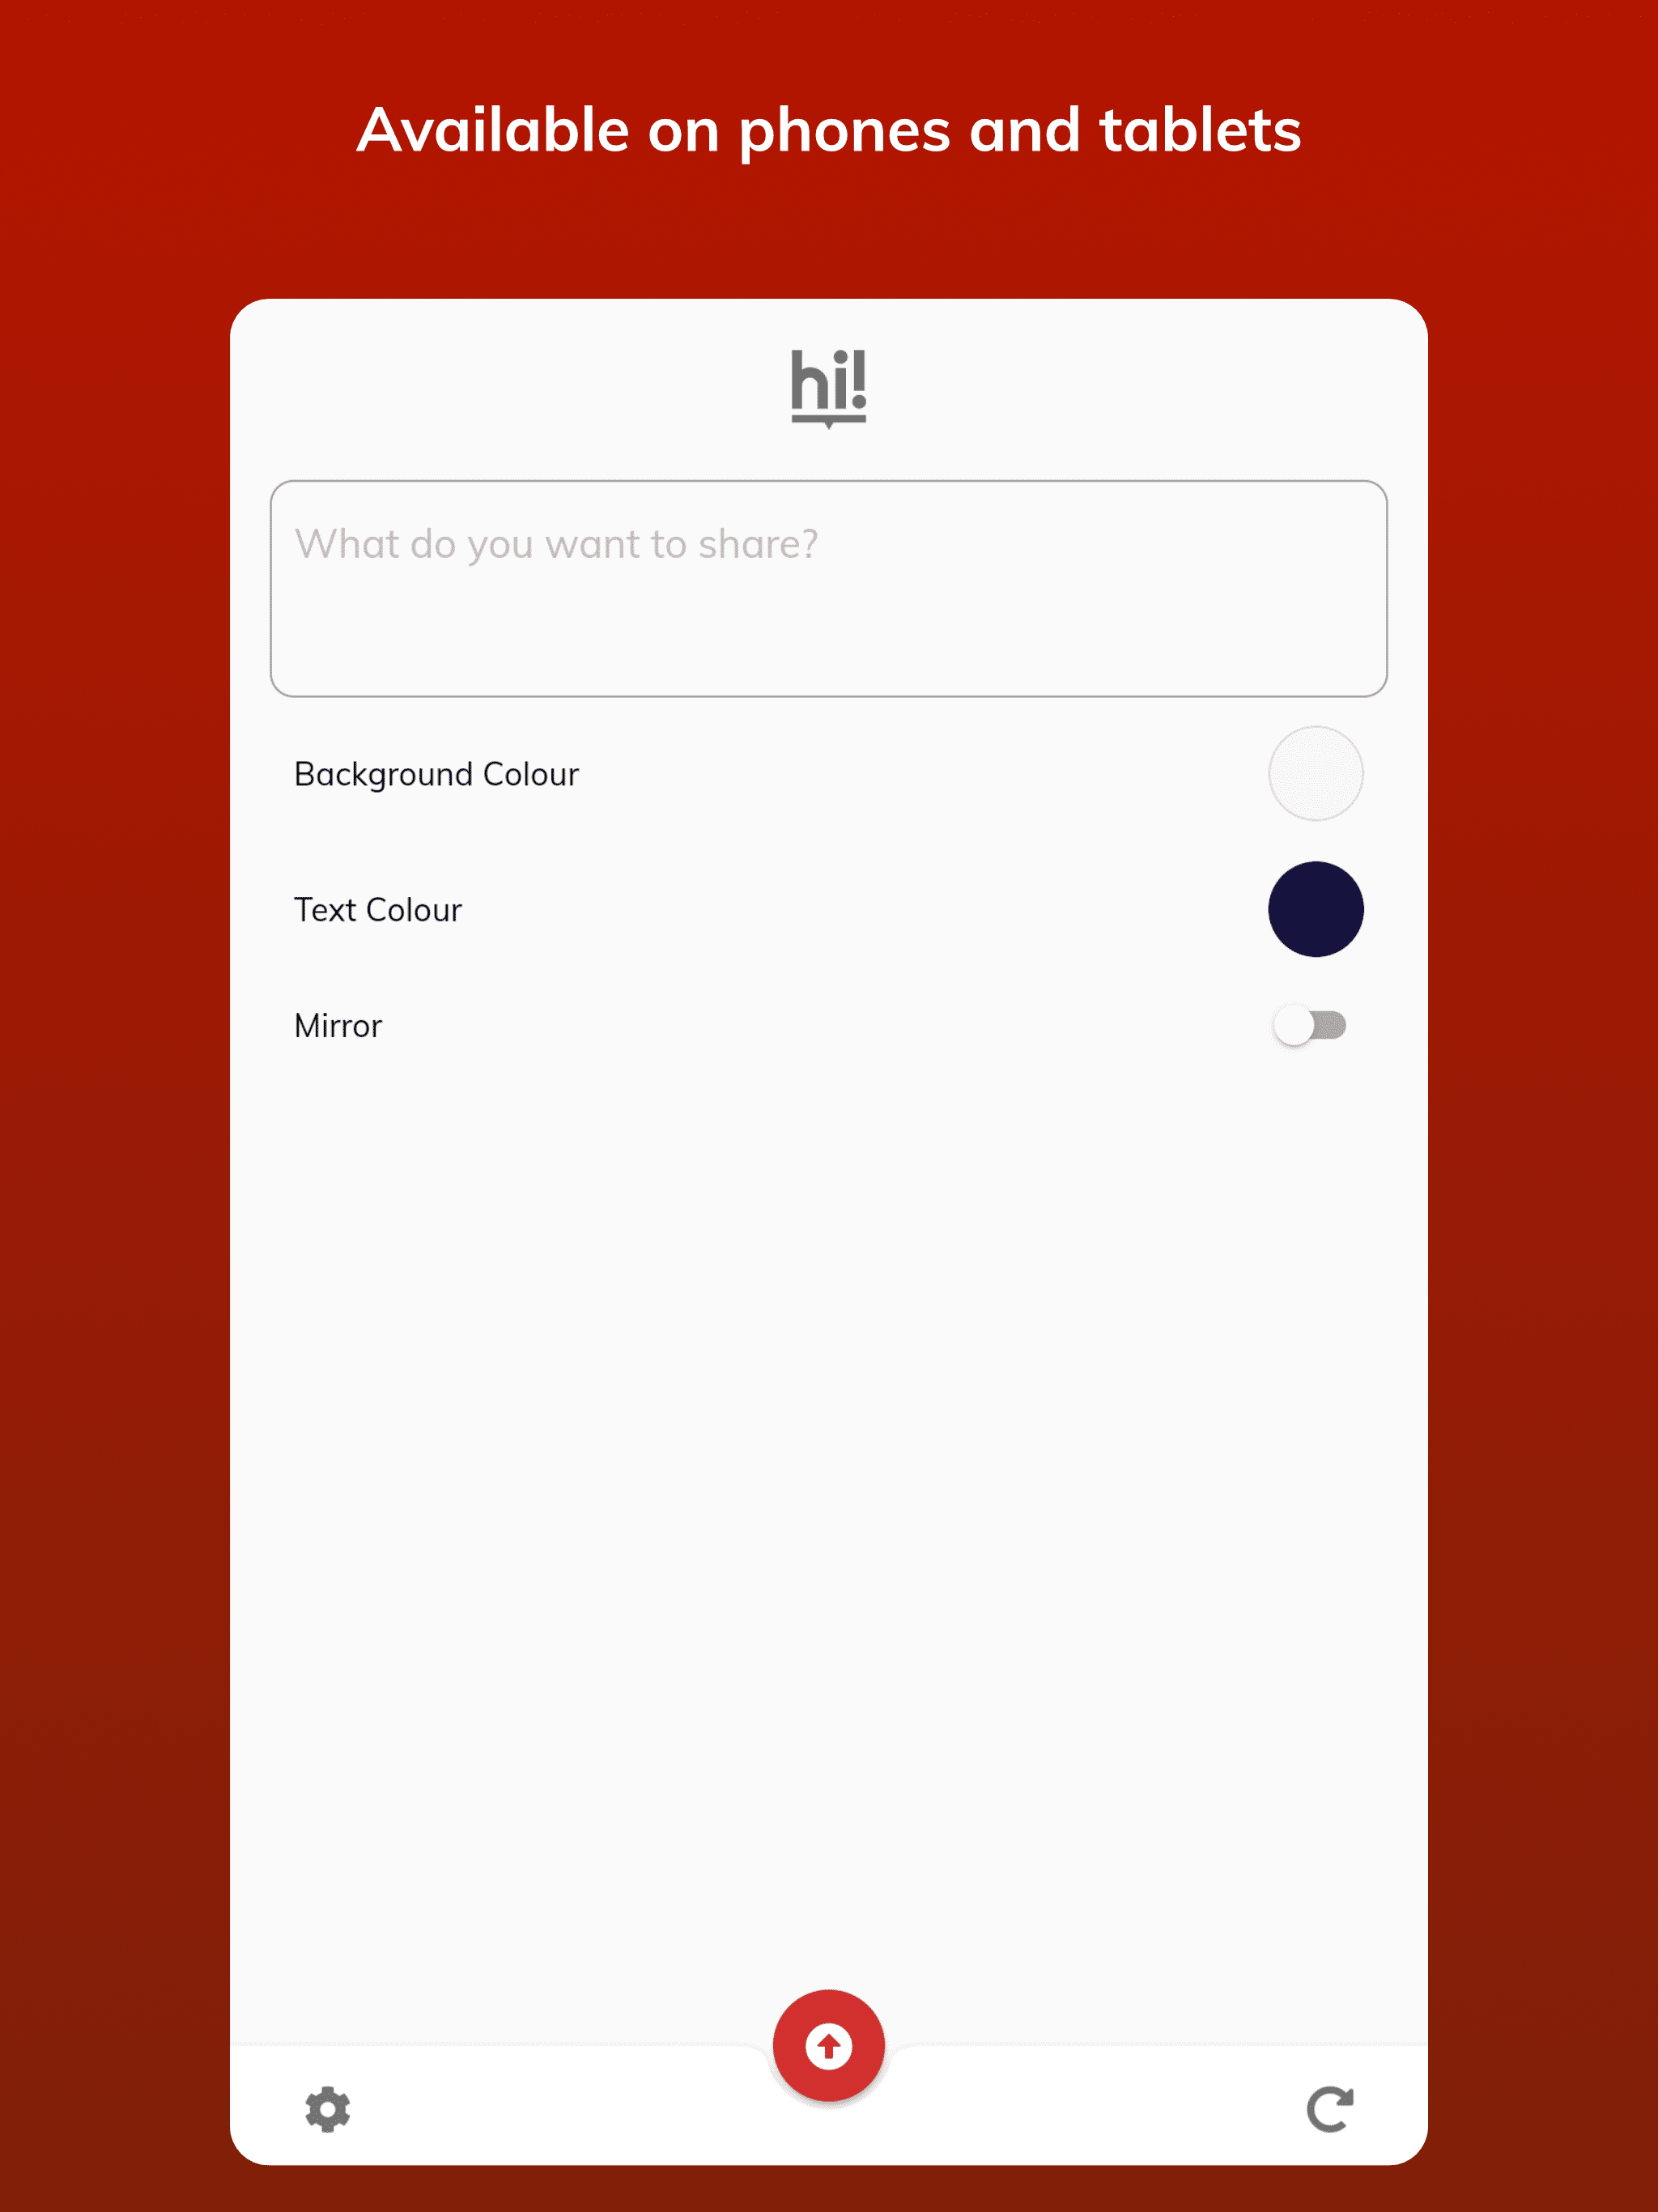 Available on phones and tablets
hi!
What do you want to share?
Background Colour
Text Colour
Mirror